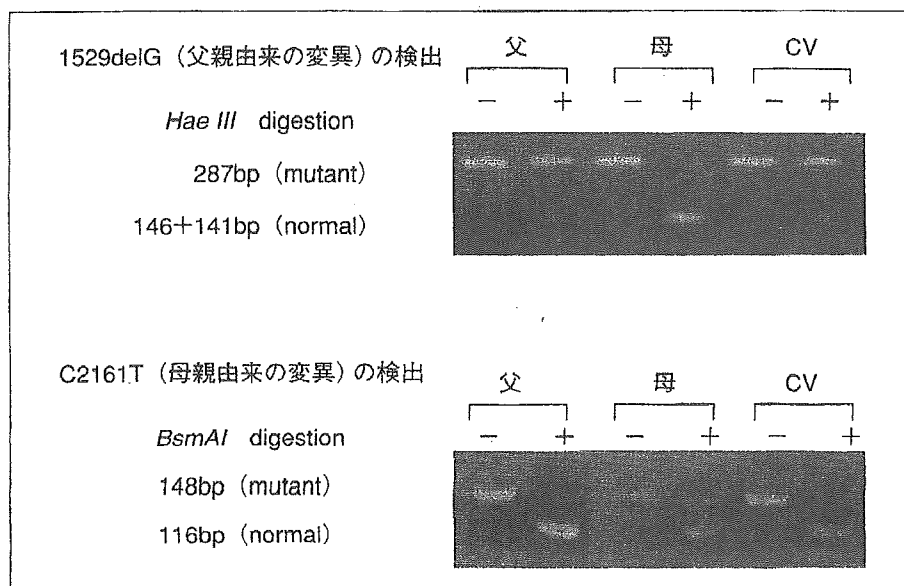 1529delG（父親由来の変異）の検出
父 母 CV
− + − + − +
Hae III digestion
287bp（mutant）
146+141bp（normal）
C2161T（母親由来の変異）の検出
父 母 CV
− + − + − +
BsmAI digestion
148bp（mutant）
116bp（normal）